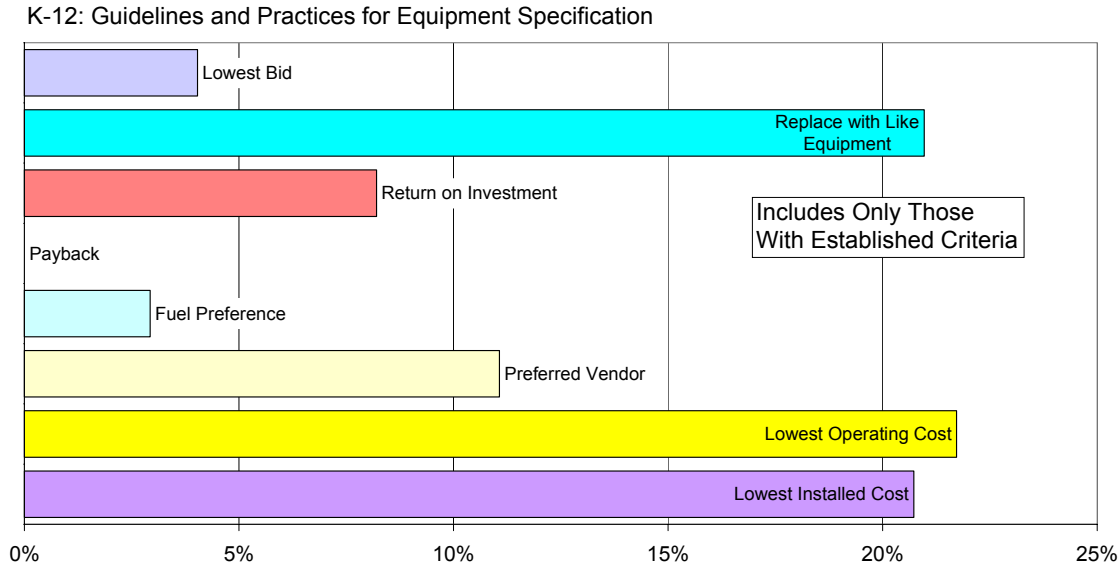 K-12: Guidelines and Practices for Equipment Specification
Lowest Bid
Replace with Like
Equipment
Return on Investment
Includes Only Those
With Established Criteria
Payback
Fuel Preference
Preferred Vendor
Lowest Operating Cost
Lowest Installed Cost
0% 5% 10% 15% 20% 25%